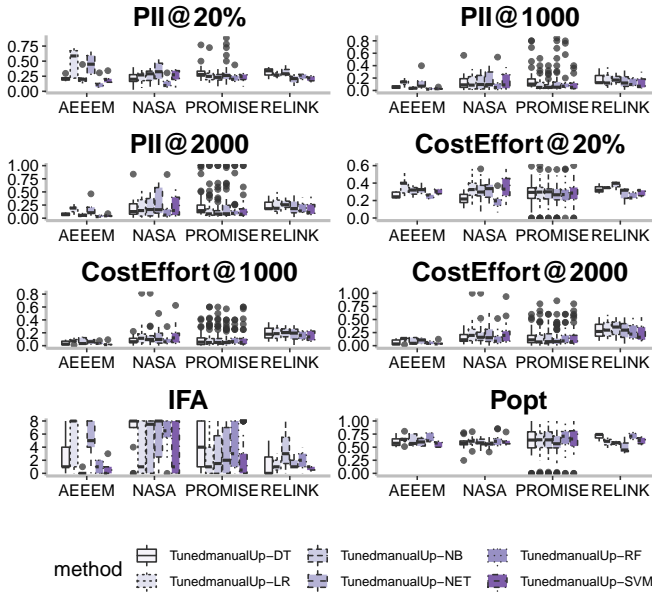 PII@20%
0.75
0.50
0.25
0.00
AEEEM NASA PROMISE RELINK
PII@1000
0.8
0.6
0.4
0.2
0.0
AEEEM NASA PROMISE RELINK
PII@2000
1.00
0.75
0.50
0.25
0.00
AEEEM NASA PROMISE RELINK
CostEffort@20%
0.6
0.4
0.2
0.0
AEEEM NASA PROMISE RELINK
CostEffort@1000
0.8
0.6
0.4
0.2
0.0
AEEEM NASA PROMISE RELINK
CostEffort@2000
1.00
0.75
0.50
0.25
0.00
AEEEM NASA PROMISE RELINK
IFA
8
6
4
2
0
AEEEM NASA PROMISE RELINK
Popt
1.00
0.75
0.50
0.25
0.00
AEEEM NASA PROMISE RELINK
method
TunedmanualUp−DT TunedmanualUp−NB TunedmanualUp−RF
TunedmanualUp−LR TunedmanualUp−NET TunedmanualUp−SVM